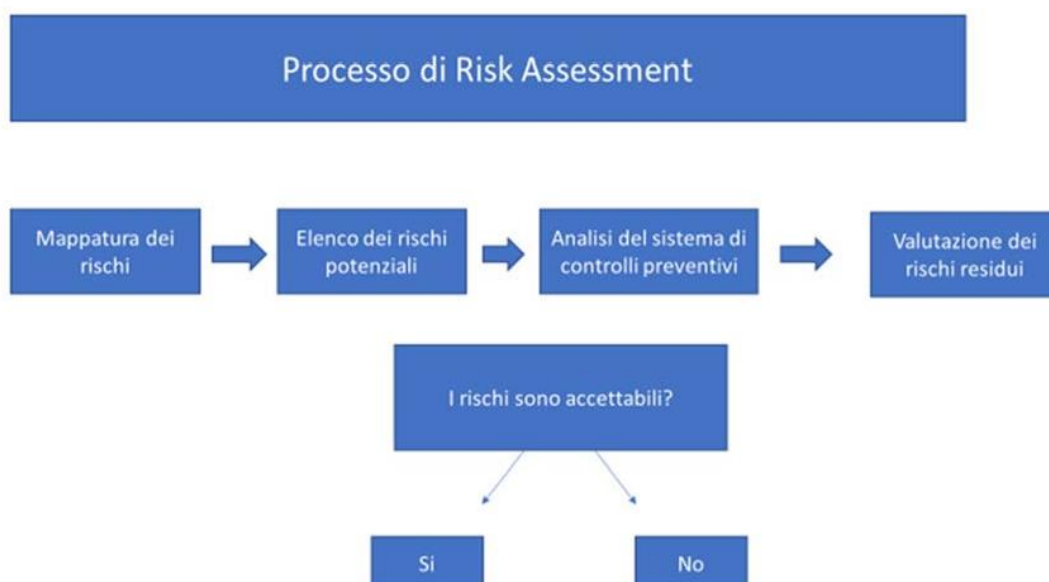 Processo di Risk Assessment
Mappatura dei
rischi
Elenco dei rischi
potenziali
Analisi del sistema di
controlli preventivi
Valutazione dei
rischi residui
I rischi sono accettabili?
Si
No